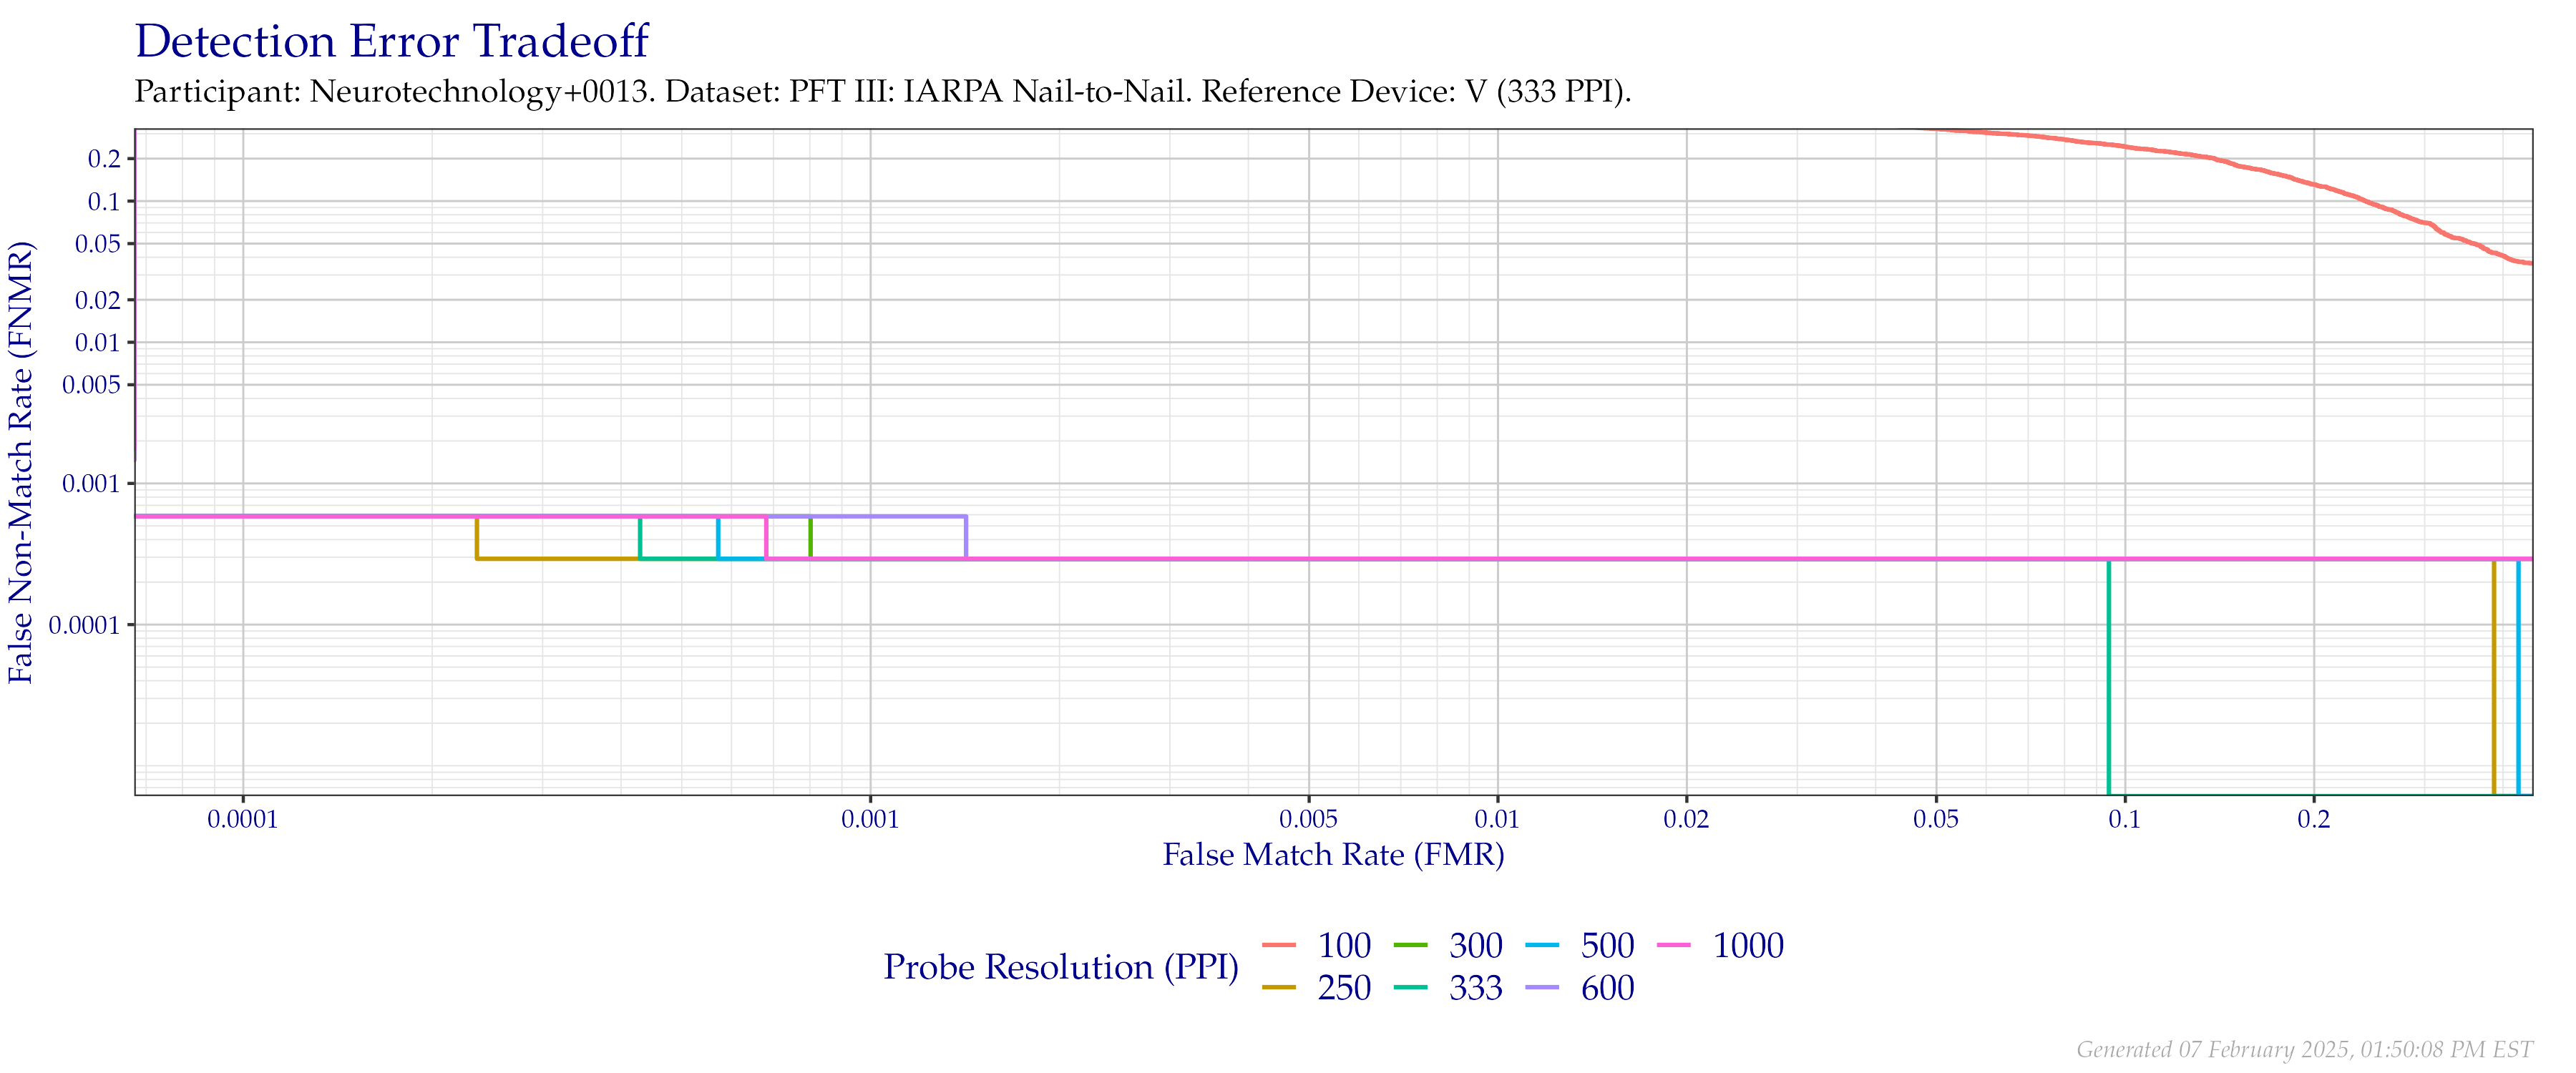 Detection Error Tradeoff
Participant: Neurotechnology+0013. Dataset: PFT III: IARPA Nail-to-Nail. Reference Device: V (333 PPI).
False Non-Match Rate (FNMR)
0.2
0.1
0.05
0.02
0.01
0.005
0.001
0.0001
0.0001 0.001 0.005 0.01 0.02 0.05 0.1 0.2
False Match Rate (FMR)
Probe Resolution (PPI)
100 300 500 1000
250 333 600
Generated 07 February 2025, 01:50:08 PM EST